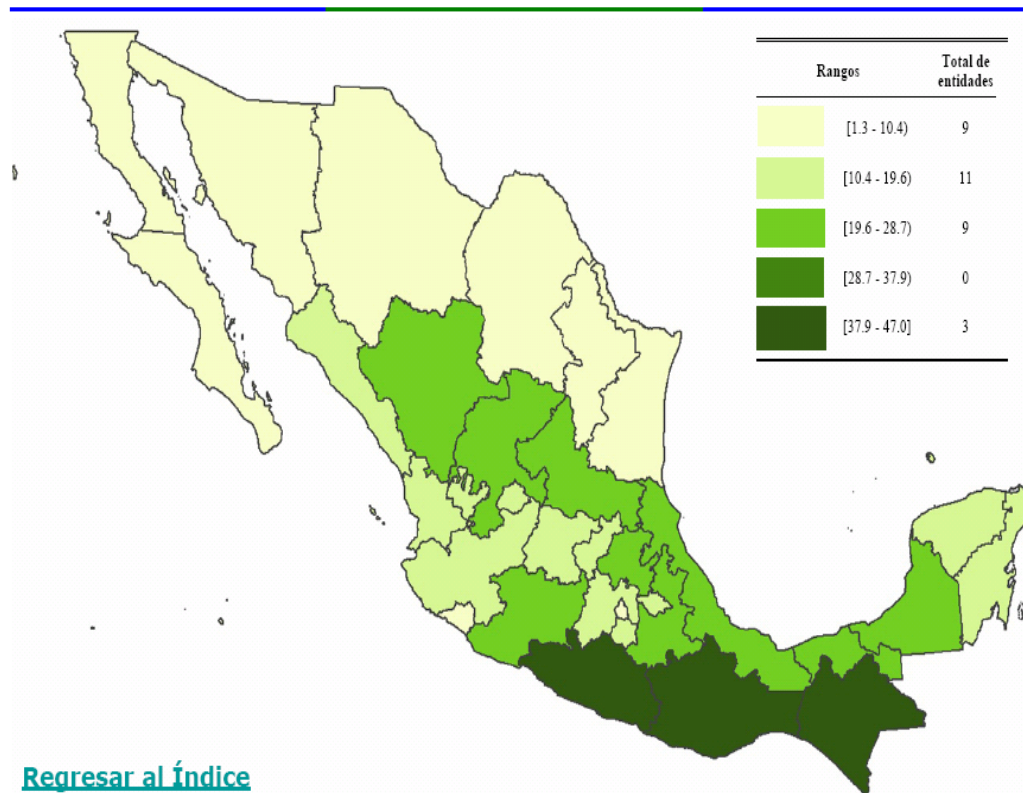 Rangos
Total de
entidades
[1.3 - 10.4) 9
[10.4 - 19.6) 11
[19.6 - 28.7) 9
[28.7 - 37.9) 0
[37.9 - 47.0] 3
Regresar al Índice